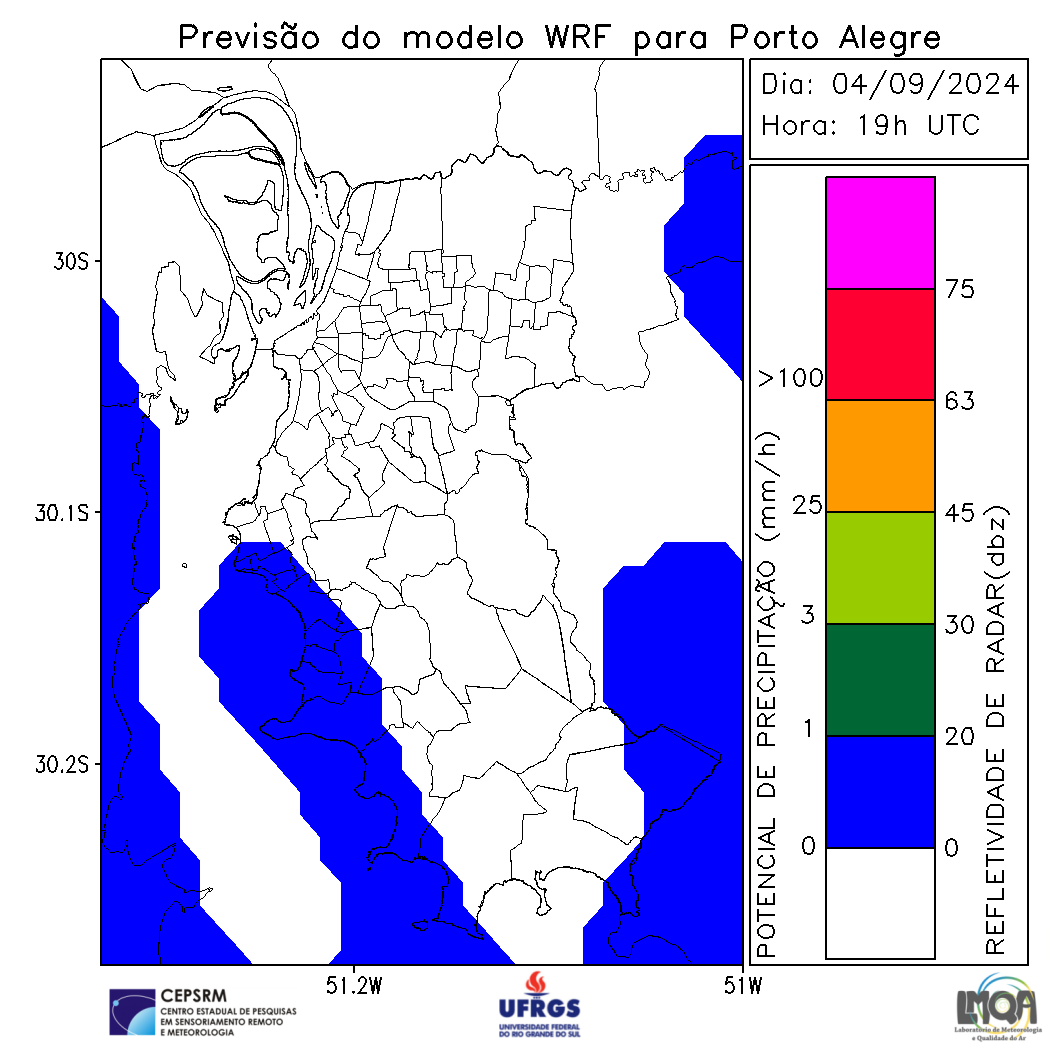 Previsão do modelo WRF para Porto Alegre
Dia: 04/09/2024
Hora: 19h UTC
30S
30.1S
30.2S
51.2W
51W
POTENCIAL DE PRECIPITAÇÃO (mm/h)
>100
25
3
1
0
75
63
45
30
20
0
REFLETIVIDADE DE RADAR(dbz)
CEPSRM
CENTRO ESTADUAL DE PESQUISAS
EM SENSORIAMENTO REMOTO
E METEOROLOGIA
UFRGS
UNIVERSIDADE FEDERAL
DO RIO GRANDE DO SUL
LMQA
Laboratório de Meteorologia
e Qualidade do Ar